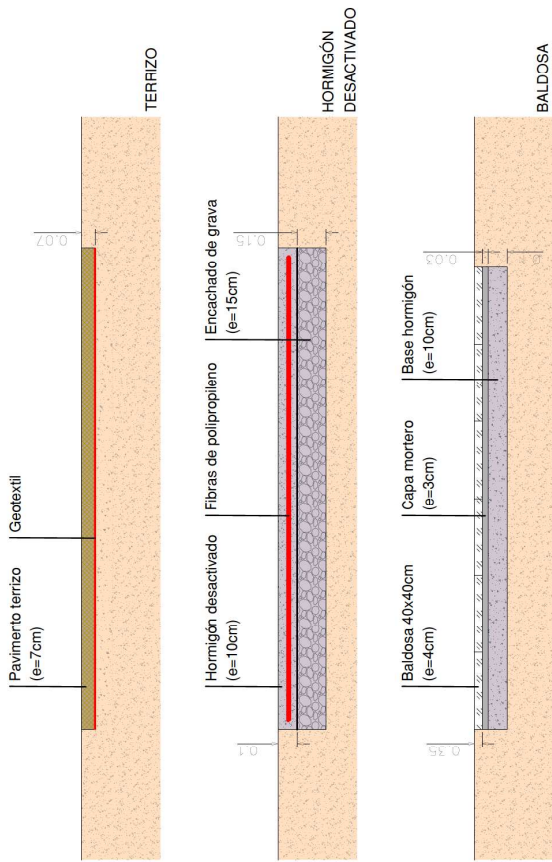 Pavimerto terrizo
(e=7cm)
Geotextil
0.07
TERRIZO
Hormigón desactivado
(e=10cm)
Fibras de polipropileno
Encachado de grava
(e=15cm)
0.1
0.15
HORMIGÓN
DESACTIVADO
Baldosa 40x40cm
(e=4cm)
Capa mortero
(e=3cm)
Base hormigón
(e=10cm)
0.35
0.03
BALDOSA